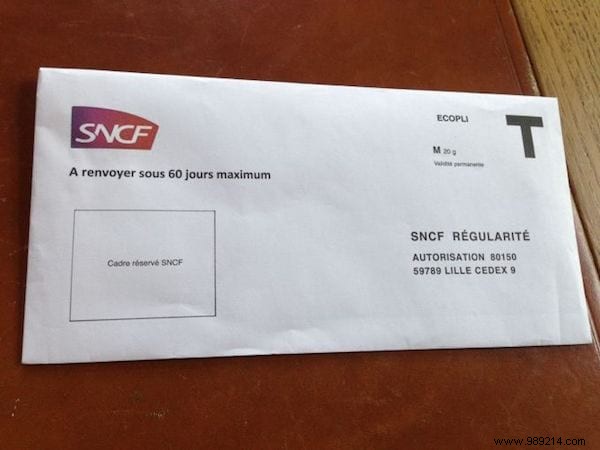 SNCF
ECOPLI
T
M 20 g
Validité permanente
A renvoyer sous 60 jours maximum
Cadre réservé SNCF
SNCF RÉGULARITÉ
AUTORISATION 80150
59789 LILLE CEDEX 9
www.989214.com